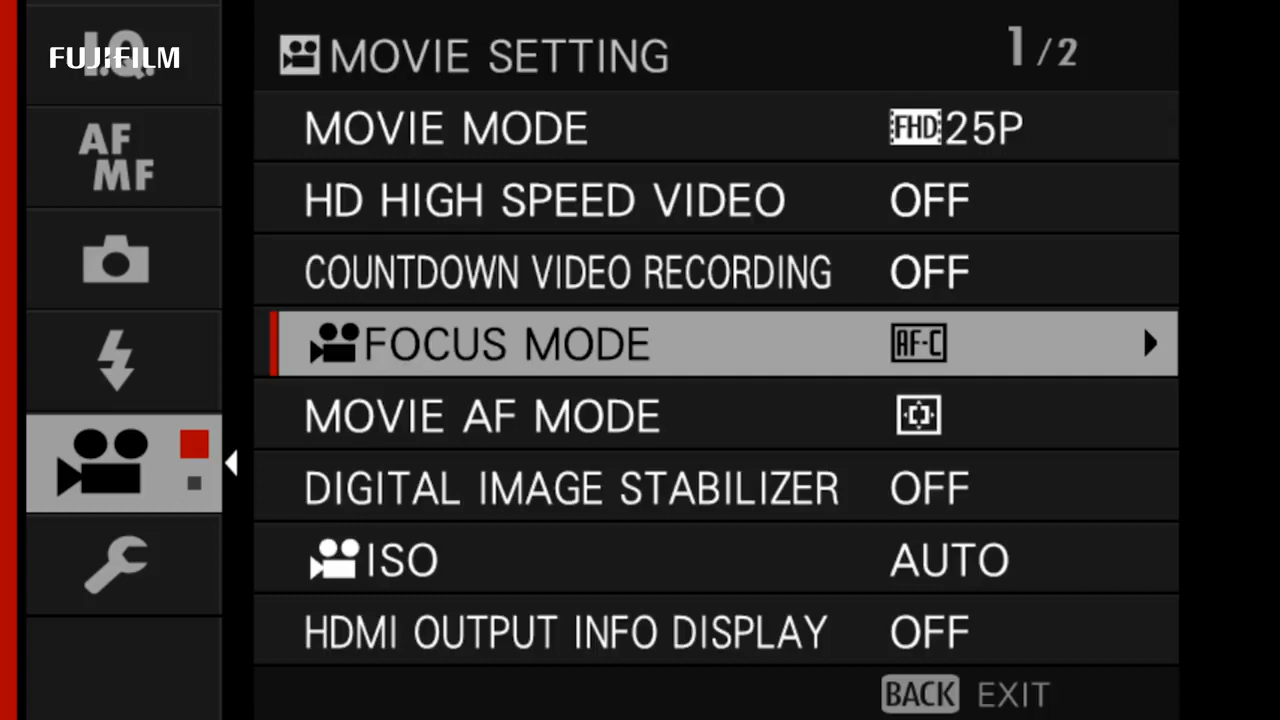 I.Q.
FUJIFILM
MOVIE SETTING 1/2
AF
MF
MOVIE MODE FHD 25P
HD HIGH SPEED VIDEO OFF
COUNTDOWN VIDEO RECORDING OFF
FOCUS MODE AF-C
MOVIE AF MODE
DIGITAL IMAGE STABILIZER OFF
ISO AUTO
HDMI OUTPUT INFO DISPLAY OFF
BACK EXIT